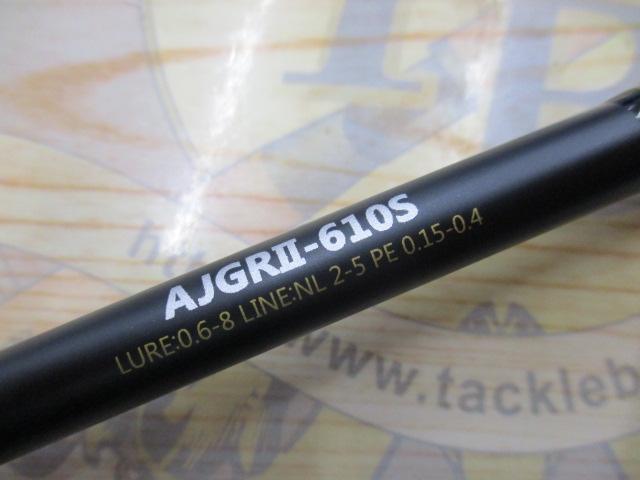 AJGRII-610S
LURE:0.6-8 LINE:NL 2-5 PE 0.15-0.4
www.tackleb